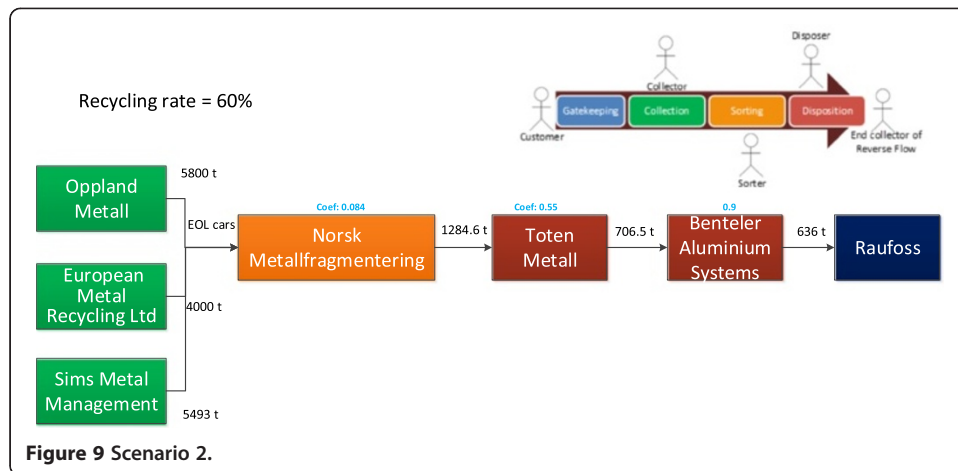 Disposer
Collector
Recycling rate = 60%
Gatekeeping
Collection
Sorting
Disposition
Customer
End collector of
Reverse Flow
Sorter
5800 t
Oppland
Metall
EOL cars
Coef: 0.084
Norsk
Metallfragmentering
1284.6 t
Coef: 0.55
Toten
Metall
706.5 t
0.9
Benteler
Aluminium
Systems
636 t
Raufoss
European
Metal
Recycling Ltd
4000 t
Sims Metal
Management
5493 t
Figure 9 Scenario 2.